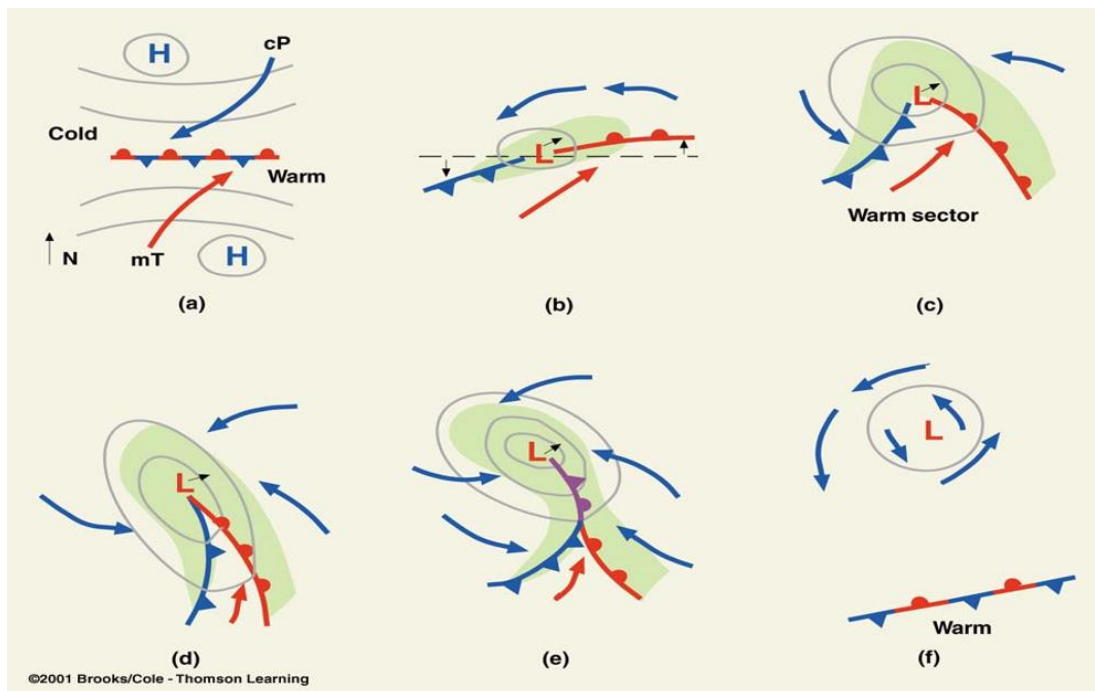 H
cP
Cold
Warm
N
mT
H
(a)
L
(b)
L
Warm sector
(c)
L
(d)
L
(e)
L
Warm
(f)
©2001 Brooks/Cole - Thomson Learning